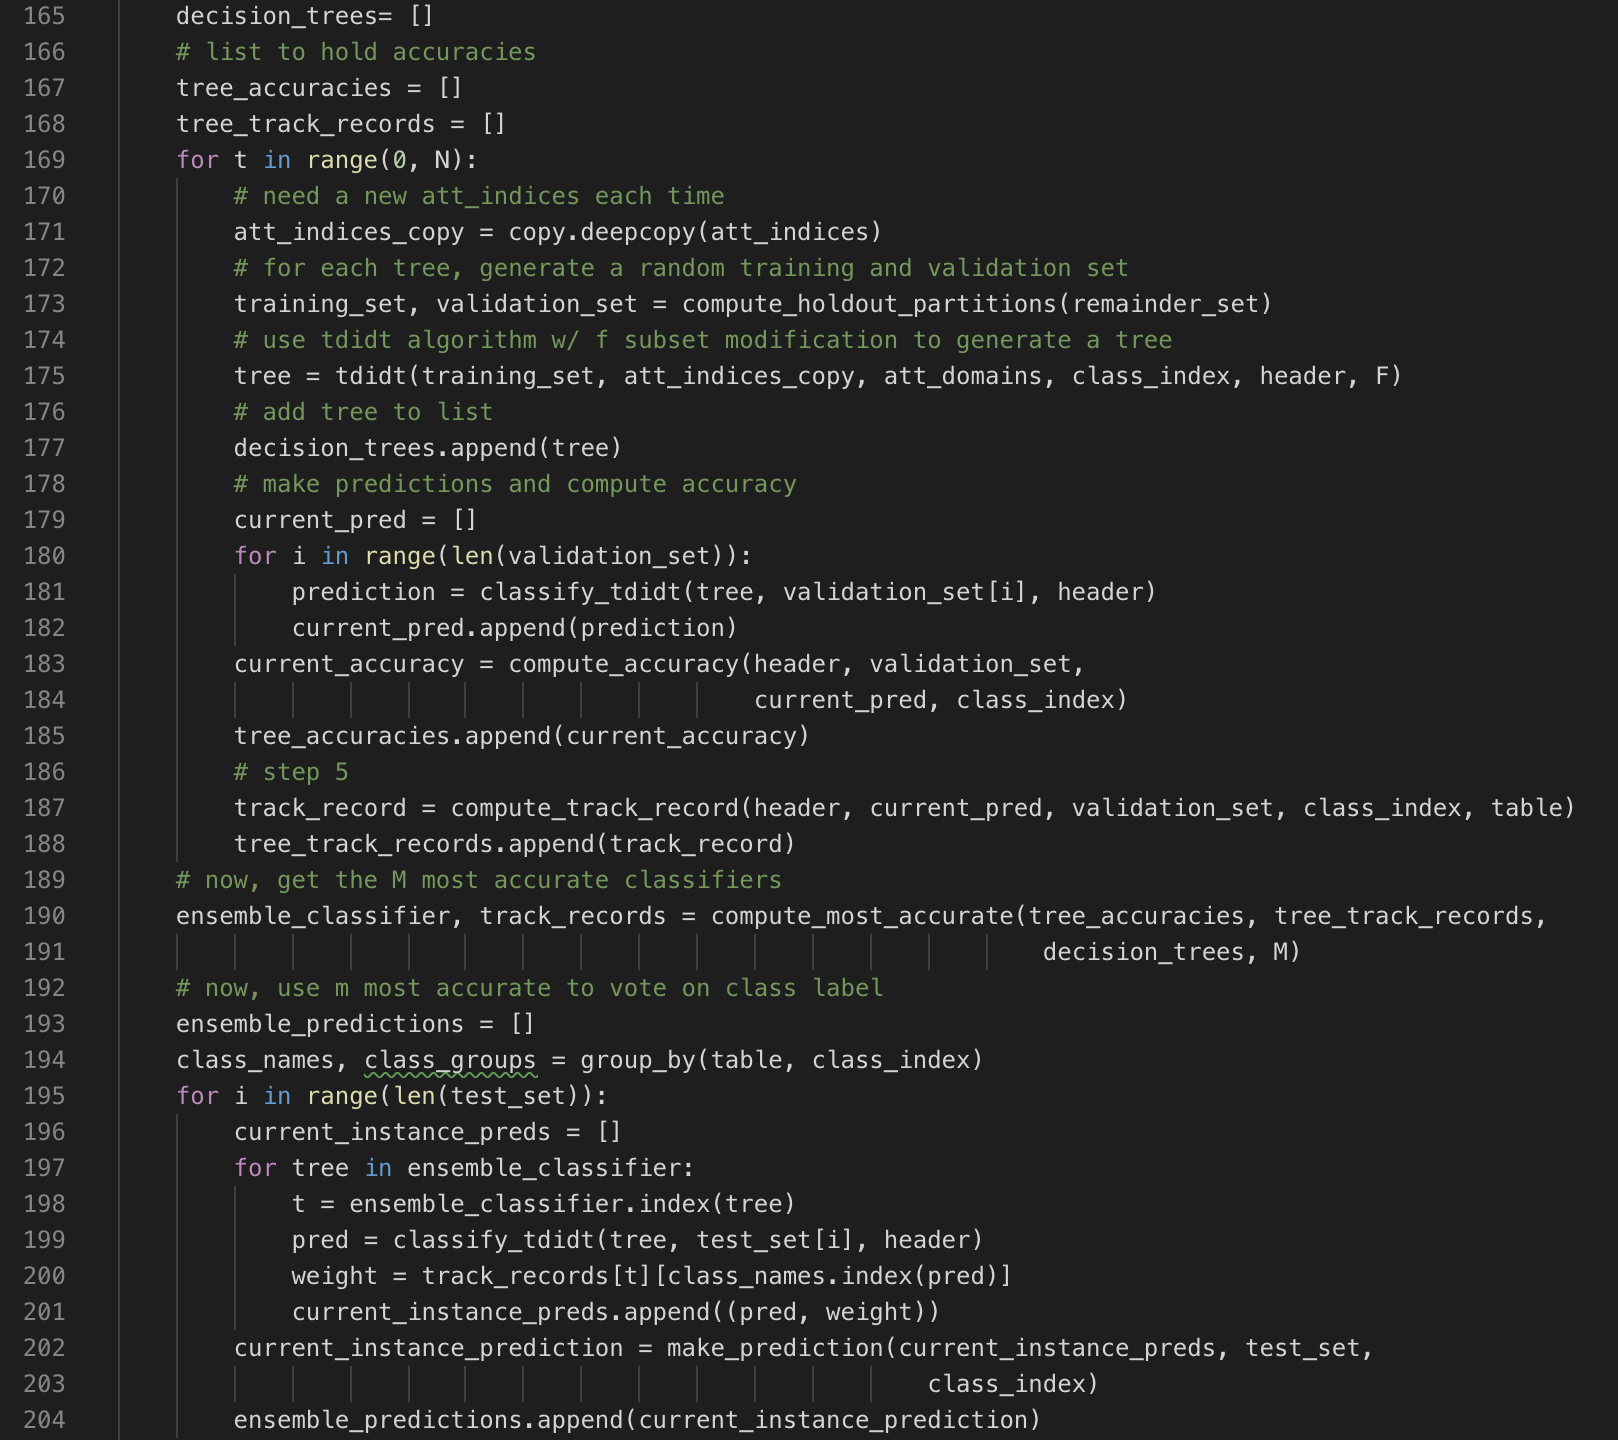 165 decision_trees= []
166 # list to hold accuracies
167 tree_accuracies = []
168 tree_track_records = []
169 for t in range(0, N):
170 # need a new att_indices each time
171 att_indices_copy = copy.deepcopy(att_indices)
172 # for each tree, generate a random training and validation set
173 training_set, validation_set = compute_holdout_partitions(remainder_set)
174 # use tdidt algorithm w/ f subset modification to generate a tree
175 tree = tdidt(training_set, att_indices_copy, att_domains, class_index, header, F)
176 # add tree to list
177 decision_trees.append(tree)
178 # make predictions and compute accuracy
179 current_pred = []
180 for i in range(len(validation_set)):
181 prediction = classify_tdidt(tree, validation_set[i], header)
182 current_pred.append(prediction)
183 current_accuracy = compute_accuracy(header, validation_set,
184 current_pred, class_index)
185 tree_accuracies.append(current_accuracy)
186 # step 5
187 track_record = compute_track_record(header, current_pred, validation_set, class_index, table)
188 tree_track_records.append(track_record)
189 # now, get the M most accurate classifiers
190 ensemble_classifier, track_records = compute_most_accurate(tree_accuracies, tree_track_records,
191 decision_trees, M)
192 # now, use m most accurate to vote on class label
193 ensemble_predictions = []
194 class_names, class_groups = group_by(table, class_index)
195 for i in range(len(test_set)):
196 current_instance_preds = []
197 for tree in ensemble_classifier:
198 t = ensemble_classifier.index(tree)
199 pred = classify_tdidt(tree, test_set[i], header)
200 weight = track_records[t][class_names.index(pred)]
201 current_instance_preds.append((pred, weight))
202 current_instance_prediction = make_prediction(current_instance_preds, test_set,
203 class_index)
204 ensemble_predictions.append(current_instance_prediction)